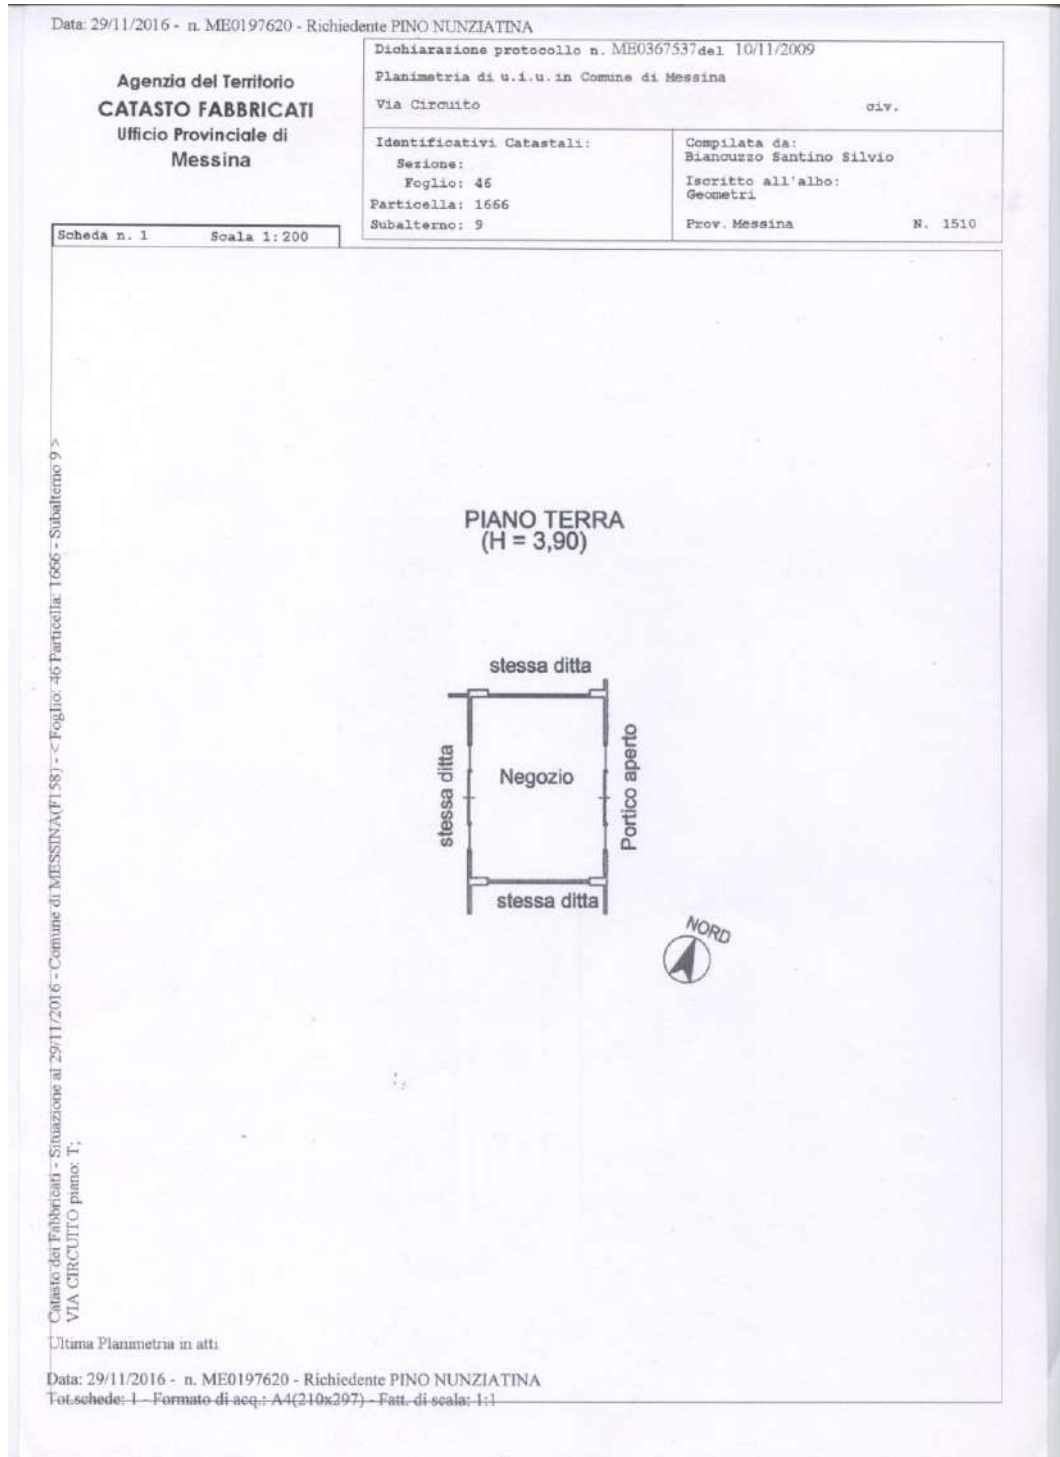 Data: 29/11/2016 - n. ME0197620 - Richiedente PINO NUNZIATINA
Agenzia del Territorio
CATASTO FABBRICATI
Ufficio Provinciale di
Messina
Dichiarazione protocollo n. ME0367537del 10/11/2009
Planimetria di u.i.u.in Comune di Messina
Via Circuito civ.
Identificativi Catastali:
Sezione:
Foglio: 46
Particella: 1666
Subalterno: 9
Compilata da:
Biancuzzo Santino Silvio
Iscritto all'albo:
Geometri
Prov. Messina N. 1510
Scheda n. 1 Scala 1:200
PIANO TERRA
(H = 3,90)
stessa ditta
stessa ditta
Negozio
Portico aperto
stessa ditta
NORD
Catasto dei Fabbricati - Situazione al 29/11/2016 - Comune di MESSINA(F158) - < Foglio: 46 Particella: 1666 - Subalterno 9 >
VIA CIRCUITO piano: T;
Ultima Planimetria in atti
Data: 29/11/2016 - n. ME0197620 - Richiedente PINO NUNZIATINA
Tot.schede: 1 - Formato di acq.: A4(210x297) - Fatt. di scala: 1:1